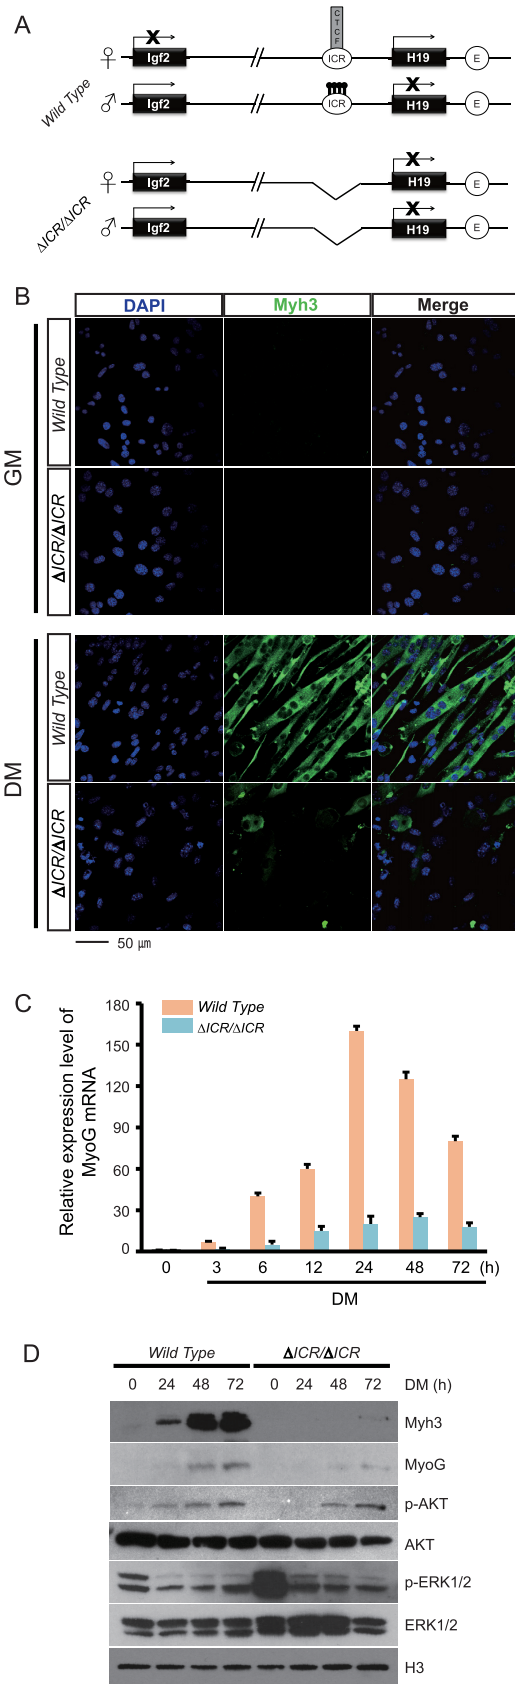 A
CTCF
Igf2 ICR H19 E
♀
Wild Type
Igf2 ICR H19 E
♂
H19 E
♀
Igf2
ΔICR/ΔICR
Igf2 H19 E
♂
B
DAPI Myh3 Merge
GM
Wild Type
ΔICR/ΔICR
DM
Wild Type
ΔICR/ΔICR
50 μm
C
Relative expression level of
MyoG mRNA
180
150
120
90
60
30
0
Wild Type
ΔICR/ΔICR
0 3 6 12 24 48 72 (h)
DM
D
Wild Type ΔICR/ΔICR
0 24 48 72 0 24 48 72 DM (h)
Myh3
MyoG
p-AKT
AKT
p-ERK1/2
ERK1/2
H3